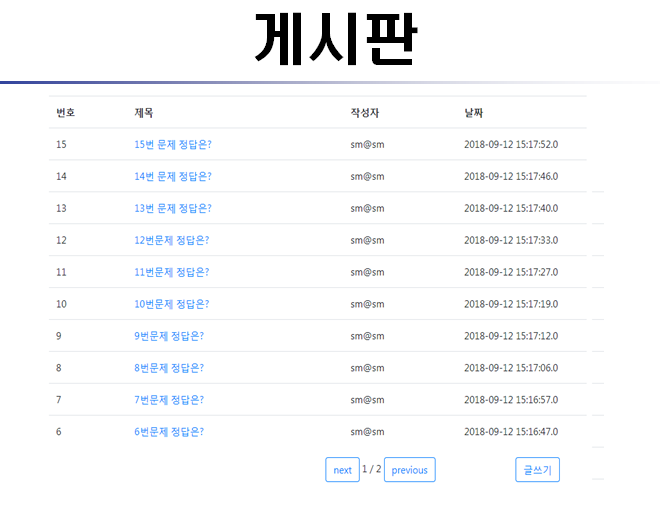 게시판
번호 제목 작성자 날짜
15 15번 문제 정답은? sm@sm 2018-09-12 15:17:52.0
14 14번 문제 정답은? sm@sm 2018-09-12 15:17:46.0
13 13번 문제 정답은? sm@sm 2018-09-12 15:17:40.0
12 12번문제 정답은? sm@sm 2018-09-12 15:17:33.0
11 11번문제 정답은? sm@sm 2018-09-12 15:17:27.0
10 10번문제 정답은? sm@sm 2018-09-12 15:17:19.0
9 9번문제 정답은? sm@sm 2018-09-12 15:17:12.0
8 8번문제 정답은? sm@sm 2018-09-12 15:17:06.0
7 7번문제 정답은? sm@sm 2018-09-12 15:16:57.0
6 6번문제 정답은? sm@sm 2018-09-12 15:16:47.0
next 1 / 2 previous 글쓰기